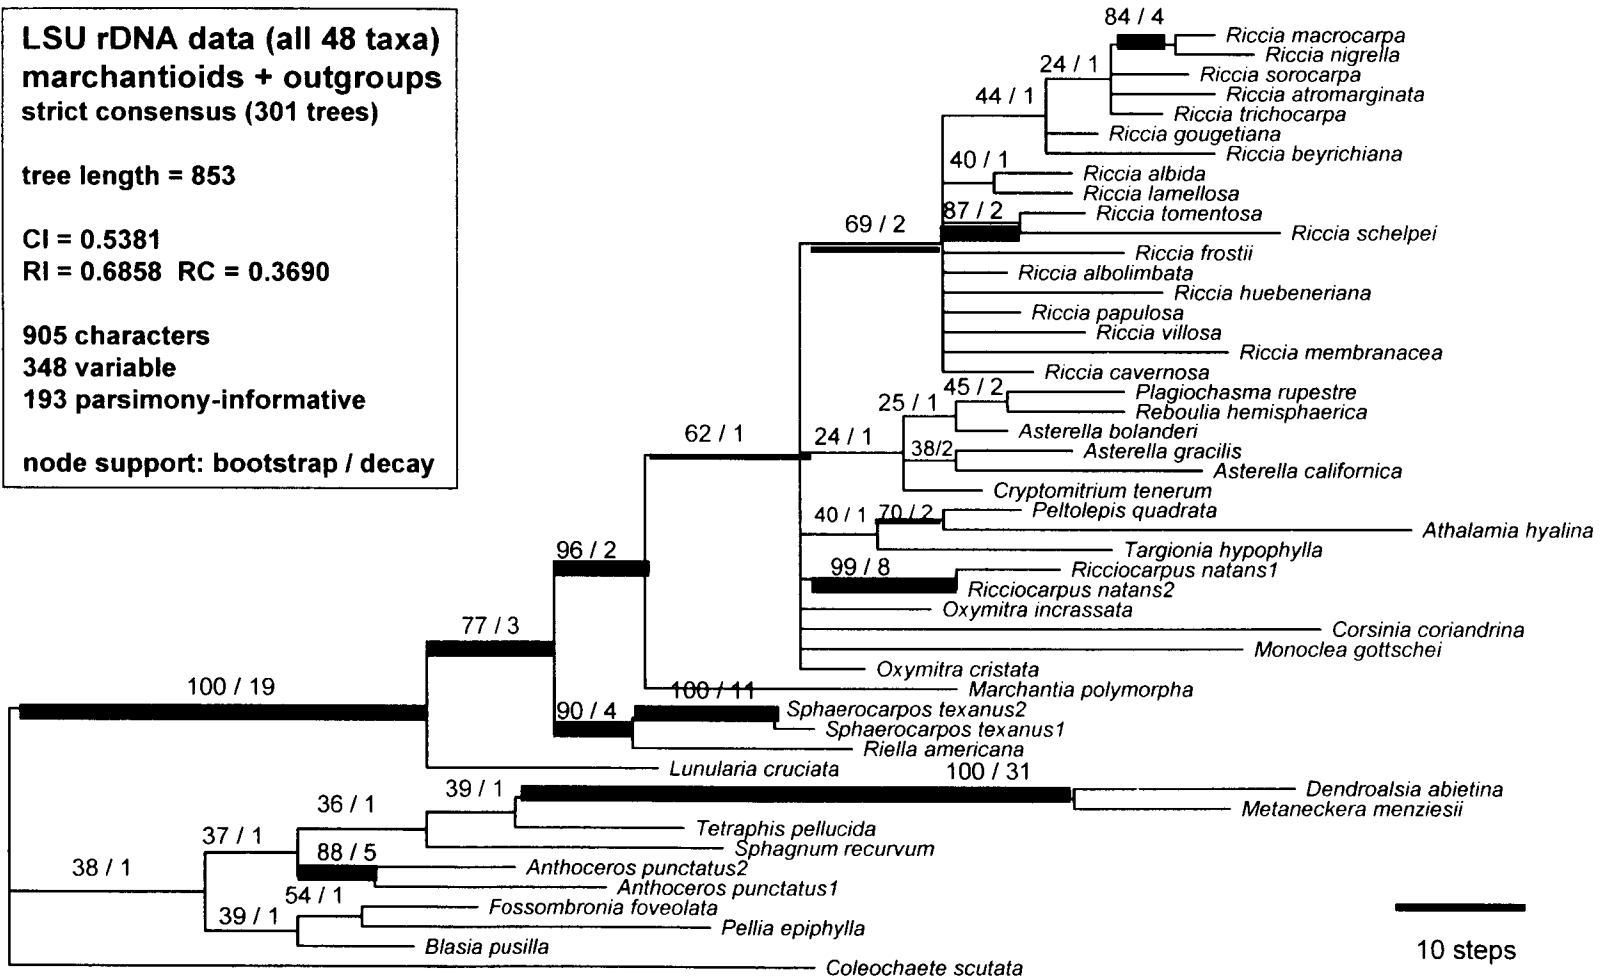 LSU rDNA data (all 48 taxa)
marchantioids + outgroups
strict consensus (301 trees)
tree length = 853
CI = 0.5381
RI = 0.6858 RC = 0.3690
905 characters
348 variable
193 parsimony-informative
node support: bootstrap / decay
84 / 4
Riccia macrocarpa
Riccia nigrella
24 / 1
Riccia sorocarpa
44 / 1
Riccia atromarginata
Riccia trichocarpa
Riccia gougetiana
Riccia beyrichiana
40 / 1
Riccia albida
Riccia lamellosa
87 / 2
Riccia tomentosa
69 / 2
Riccia schelpei
Riccia frostii
Riccia albolimbata
Riccia huebeneriana
Riccia papulosa
Riccia villosa
Riccia membranacea
Riccia cavernosa
45 / 2
Plagiochasma rupestre
25 / 1
Reboulia hemisphaerica
62 / 1
24 / 1
Asterella bolanderi
38/2
Asterella gracilis
Asterella californica
Cryptomitrium tenerum
40 / 1
70 / 2
Peltolepis quadrata
Athalamia hyalina
96 / 2
Targionia hypophylla
99 / 8
Ricciocarpus natans1
Ricciocarpus natans2
Oxymitra incrassata
77 / 3
Corsinia coriandrina
Monoclea gottschei
Oxymitra cristata
100 / 19
100 / 11
Marchantia polymorpha
90 / 4
Sphaerocarpos texanus2
Sphaerocarpos texanus1
Riella americana
Lunularia cruciata
100 / 31
39 / 1
Dendroalsia abietina
36 / 1
Metaneckera menziesii
Tetraphis pellucida
37 / 1
Sphagnum recurvum
88 / 5
38 / 1
Anthoceros punctatus2
Anthoceros punctatus1
54 / 1
Fossombronia foveolata
39 / 1
Pellia epiphylla
Blasia pusilla
10 steps
Coleochaete scutata